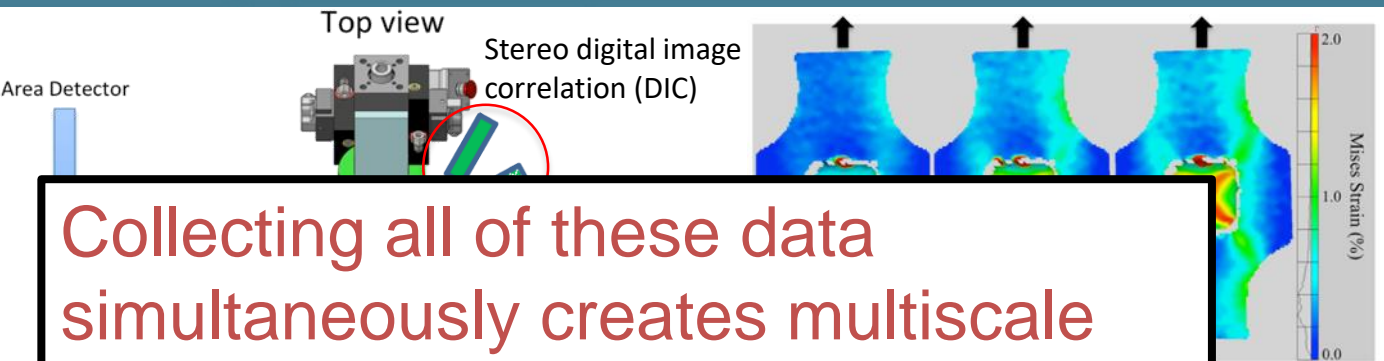 Top view
Stereo digital image
correlation (DIC)
Area Detector
2.0
Mises Strain (%)
1.0
0.0
Collecting all of these data
simultaneously creates multiscale